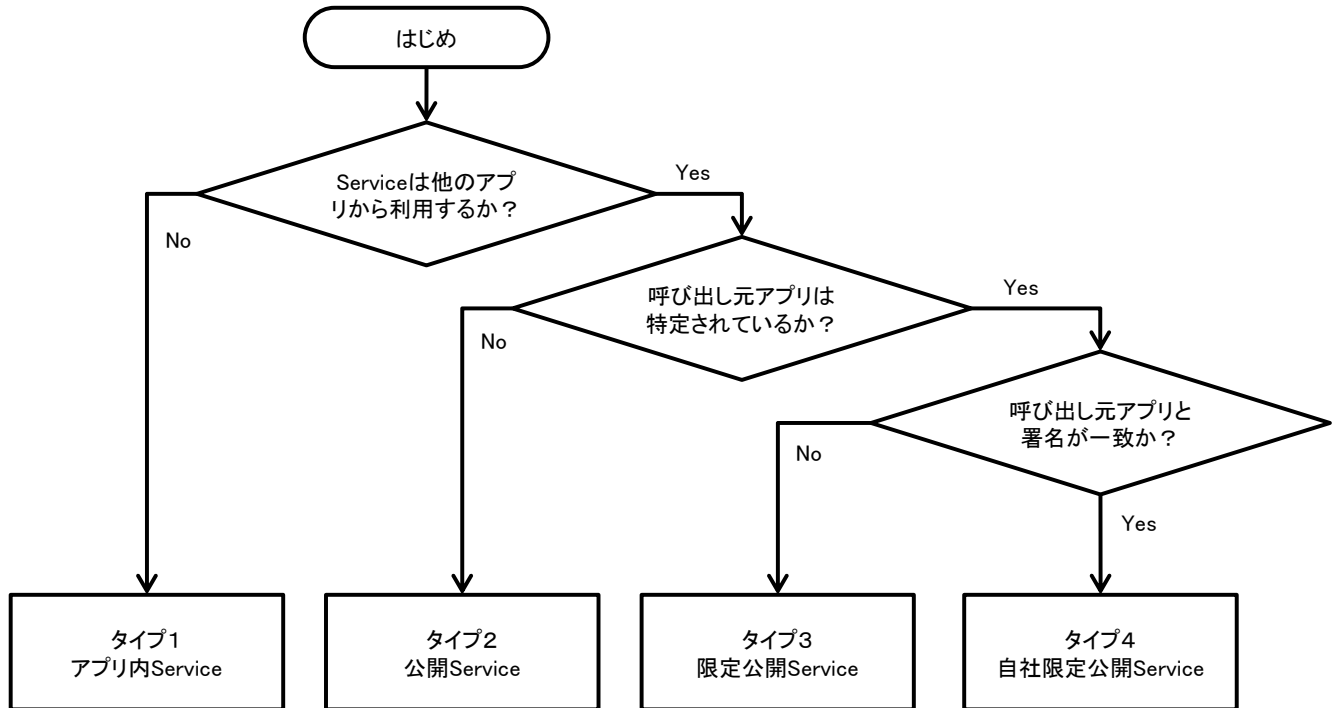 はじめ
Serviceは他のアプ
リから利用するか？
Yes
No
呼び出し元アプリは
特定されているか？
Yes
No
呼び出し元アプリと
署名が一致か？
No
Yes
タイプ１
アプリ内Service
タイプ２
公開Service
タイプ３
限定公開Service
タイプ４
自社限定公開Service